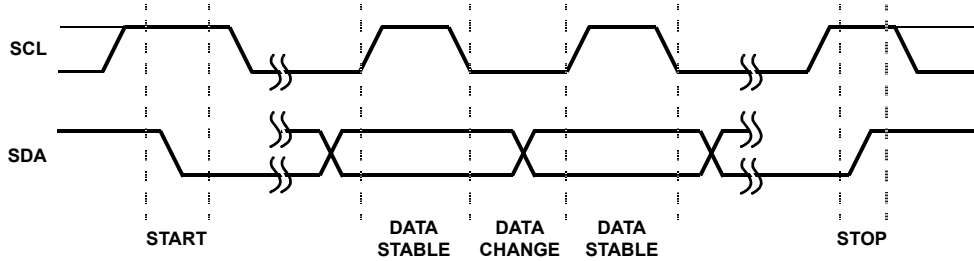 SCL
SDA
START
DATA
STABLE
DATA
CHANGE
DATA
STABLE
STOP